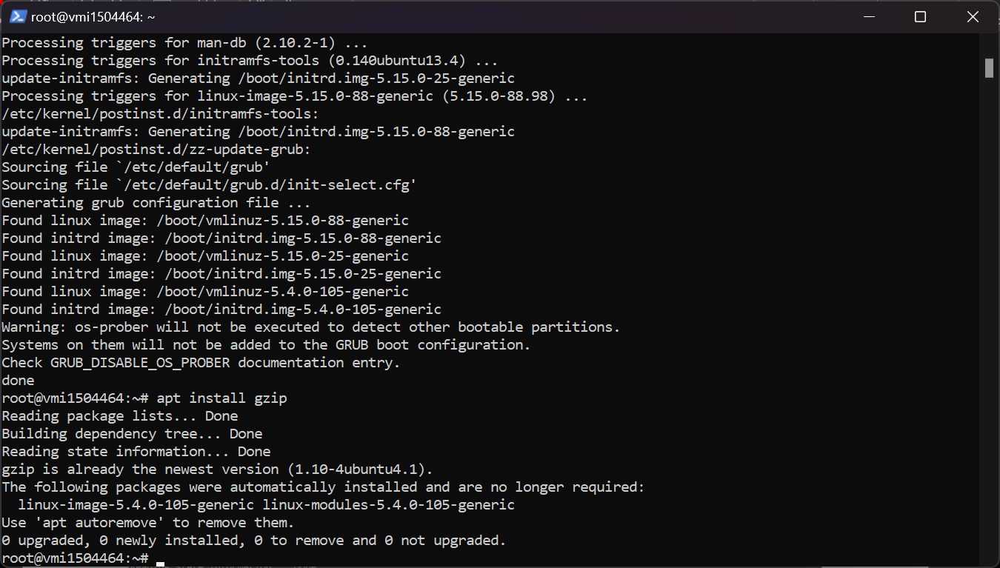 root@vmi1504464: ~
Processing triggers for man-db (2.10.2-1) ...
Processing triggers for initramfs-tools (0.140ubuntu13.4) ...
update-initramfs: Generating /boot/initrd.img-5.15.0-25-generic
Processing triggers for linux-image-5.15.0-88-generic (5.15.0-88.98) ...
/etc/kernel/postinst.d/initramfs-tools:
update-initramfs: Generating /boot/initrd.img-5.15.0-88-generic
/etc/kernel/postinst.d/zz-update-grub:
Sourcing file `/etc/default/grub'
Sourcing file `/etc/default/grub.d/init-select.cfg'
Generating grub configuration file ...
Found linux image: /boot/vmlinuz-5.15.0-88-generic
Found initrd image: /boot/initrd.img-5.15.0-88-generic
Found linux image: /boot/vmlinuz-5.15.0-25-generic
Found initrd image: /boot/initrd.img-5.15.0-25-generic
Found linux image: /boot/vmlinuz-5.4.0-105-generic
Found initrd image: /boot/initrd.img-5.4.0-105-generic
Warning: os-prober will not be executed to detect other bootable partitions.
Systems on them will not be added to the GRUB boot configuration.
Check GRUB_DISABLE_OS_PROBER documentation entry.
done
root@vmi1504464:~# apt install gzip
Reading package lists... Done
Building dependency tree... Done
Reading state information... Done
gzip is already the newest version (1.10-4ubuntu4.1).
The following packages were automatically installed and are no longer required:
  linux-image-5.4.0-105-generic linux-modules-5.4.0-105-generic
Use 'apt autoremove' to remove them.
0 upgraded, 0 newly installed, 0 to remove and 0 not upgraded.
root@vmi1504464:~#